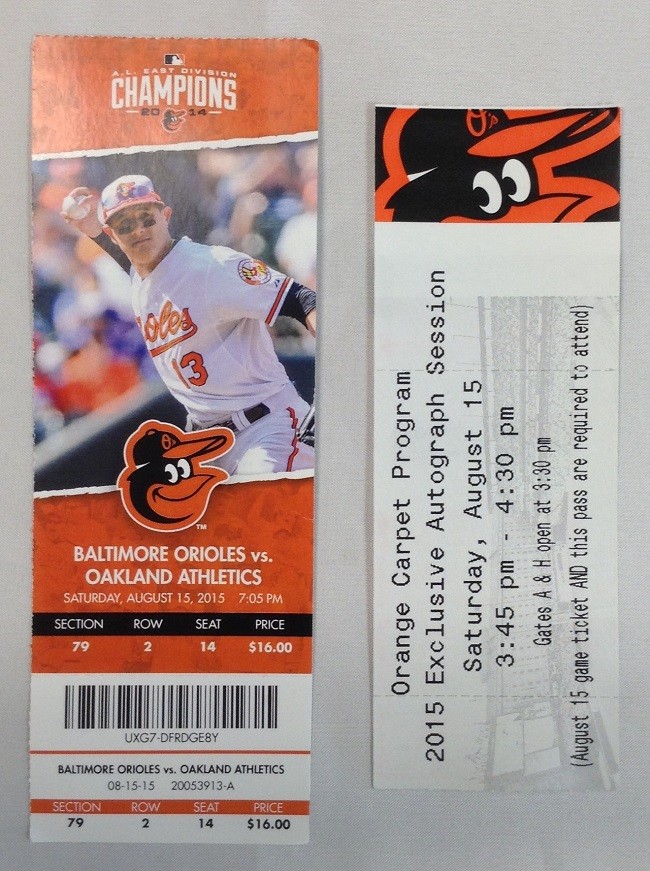 A.L. EAST DIVISION
CHAMPIONS
2014
Orioles
13
O's
TM
BALTIMORE ORIOLES vs.
OAKLAND ATHLETICS
SATURDAY, AUGUST 15, 2015 7:05 PM
SECTION ROW SEAT PRICE
79 2 14 $16.00
UXG7-DFRDGE8Y
BALTIMORE ORIOLES vs. OAKLAND ATHLETICS
08-15-15 20053913-A
SECTION ROW SEAT PRICE
79 2 14 $16.00
O's
Orange Carpet Program
2015 Exclusive Autograph Session
Saturday, August 15
3:45 pm - 4:30 pm
Gates A & H open at 3:30 pm
(August 15 game ticket AND this pass are required to attend)